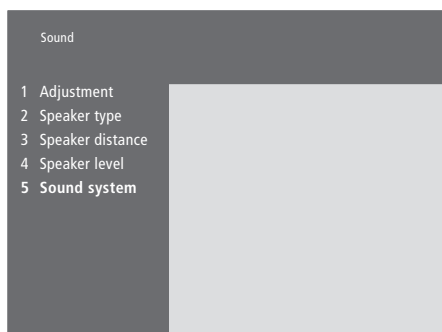 Sound
1 Adjustment
2 Speaker type
3 Speaker distance
4 Speaker level
5 Sound system